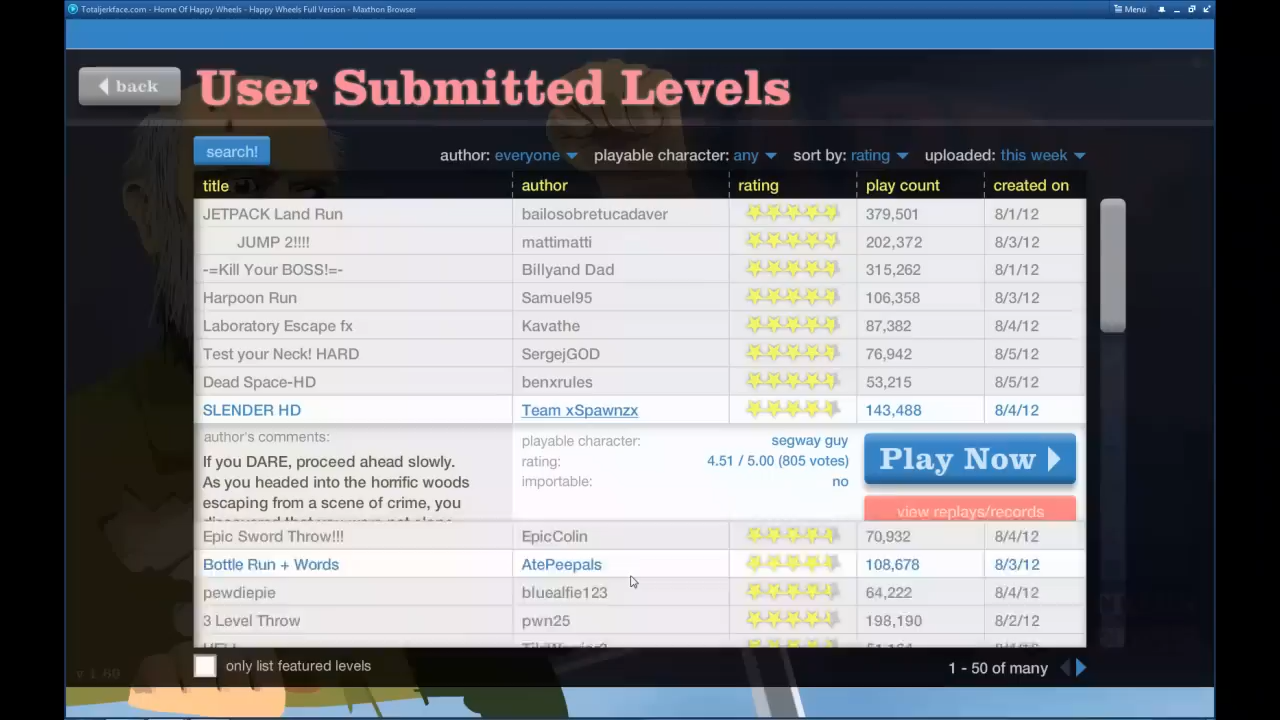 Totaljerkface.com - Home Of Happy Wheels - Happy Wheels Full Version - Maxthon Browser Menu
back User Submitted Levels
search! author: everyone playable character: any sort by: rating uploaded: this week
title author rating play count created on
JETPACK Land Run bailosobretucadaver 379,501 8/1/12
JUMP 2!!!! mattimatti 202,372 8/3/12
-=Kill Your BOSS!=- Billyand Dad 315,262 8/1/12
Harpoon Run Samuel95 106,358 8/3/12
Laboratory Escape fx Kavathe 87,382 8/4/12
Test your Neck! HARD SergejGOD 76,942 8/5/12
Dead Space-HD benxrules 53,215 8/5/12
SLENDER HD Team xSpawnzx 143,488 8/4/12
author's comments: playable character: segway guy Play Now
If you DARE, proceed ahead slowly. rating: 4.51 / 5.00 (805 votes)
As you headed into the horrific woods importable: no
escaping from a scene of crime, you
view replays/records
Epic Sword Throw!!! EpicColin 70,932 8/4/12
Bottle Run + Words AtePeepals 108,678 8/3/12
pewdiepie bluealfie123 64,222 8/4/12
3 Level Throw pwn25 198,190 8/2/12
only list featured levels 1 - 50 of many
v 1.60